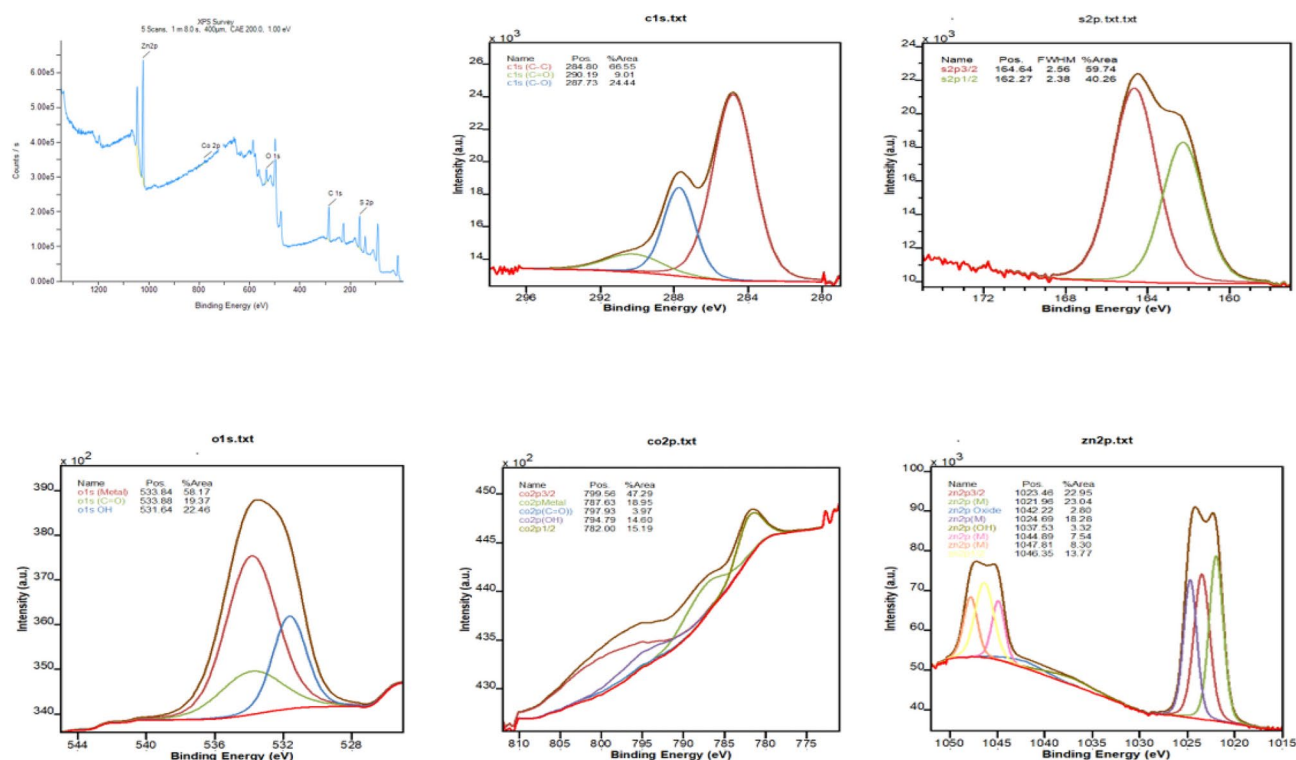 XPS Survey
5 Scans, 1 m 8.0 s, 400µm, CAE 200.0, 1.00 eV
Zn2p
Co 2p
O 1s
C 1s
S 2p
6.00e5
5.00e5
4.00e5
3.00e5
2.00e5
1.00e5
0.00e0
Counts / s
1200 1000 800 600 400 200
Binding Energy (eV)
c1s.txt
x 10³
Name Pos. %Area
c1s (C-C) 284.80 66.55
c1s (C=O) 290.19 9.01
c1s (C-O) 287.73 24.44
26
24
22
20
18
16
14
Intensity (a.u.)
296 292 288 284 280
Binding Energy (eV)
s2p.txt.txt
x 10³
Name Pos. FWHM %Area
s2p3/2 164.64 2.56 59.74
s2p1/2 162.27 2.38 40.26
24
22
20
18
16
14
12
10
Intensity (a.u.)
172 168 164 160
Binding Energy (eV)
o1s.txt
x 10²
Name Pos. %Area
o1s (Metal) 533.84 58.17
o1s (C=O) 533.88 19.37
o1s OH 531.64 22.46
390
380
370
360
350
340
Intensity (a.u.)
544 540 536 532 528
Binding Energy (eV)
co2p.txt
x 10²
Name Pos. %Area
co2p3/2 799.56 47.29
co2pMetal 787.63 18.95
co2p(C=O)) 797.93 3.97
co2p(OH) 794.79 14.60
co2p1/2 782.00 15.19
450
445
440
435
430
Intensity (a.u.)
810 805 800 795 790 785 780 775
Binding Energy (eV)
zn2p.txt
x 10³
Name Pos. %Area
zn2p3/2 1023.46 22.95
zn2p (M) 1021.96 23.04
zn2p Oxide 1042.22 2.80
zn2p(M) 1024.69 18.28
zn2p (OH) 1037.53 3.32
zn2p (M) 1044.89 7.54
zn2p (M) 1047.81 8.30
1046.35 13.77
100
90
80
70
60
50
40
Intensity (a.u.)
1050 1045 1040 1035 1030 1025 1020 1015
Binding Energy (eV)